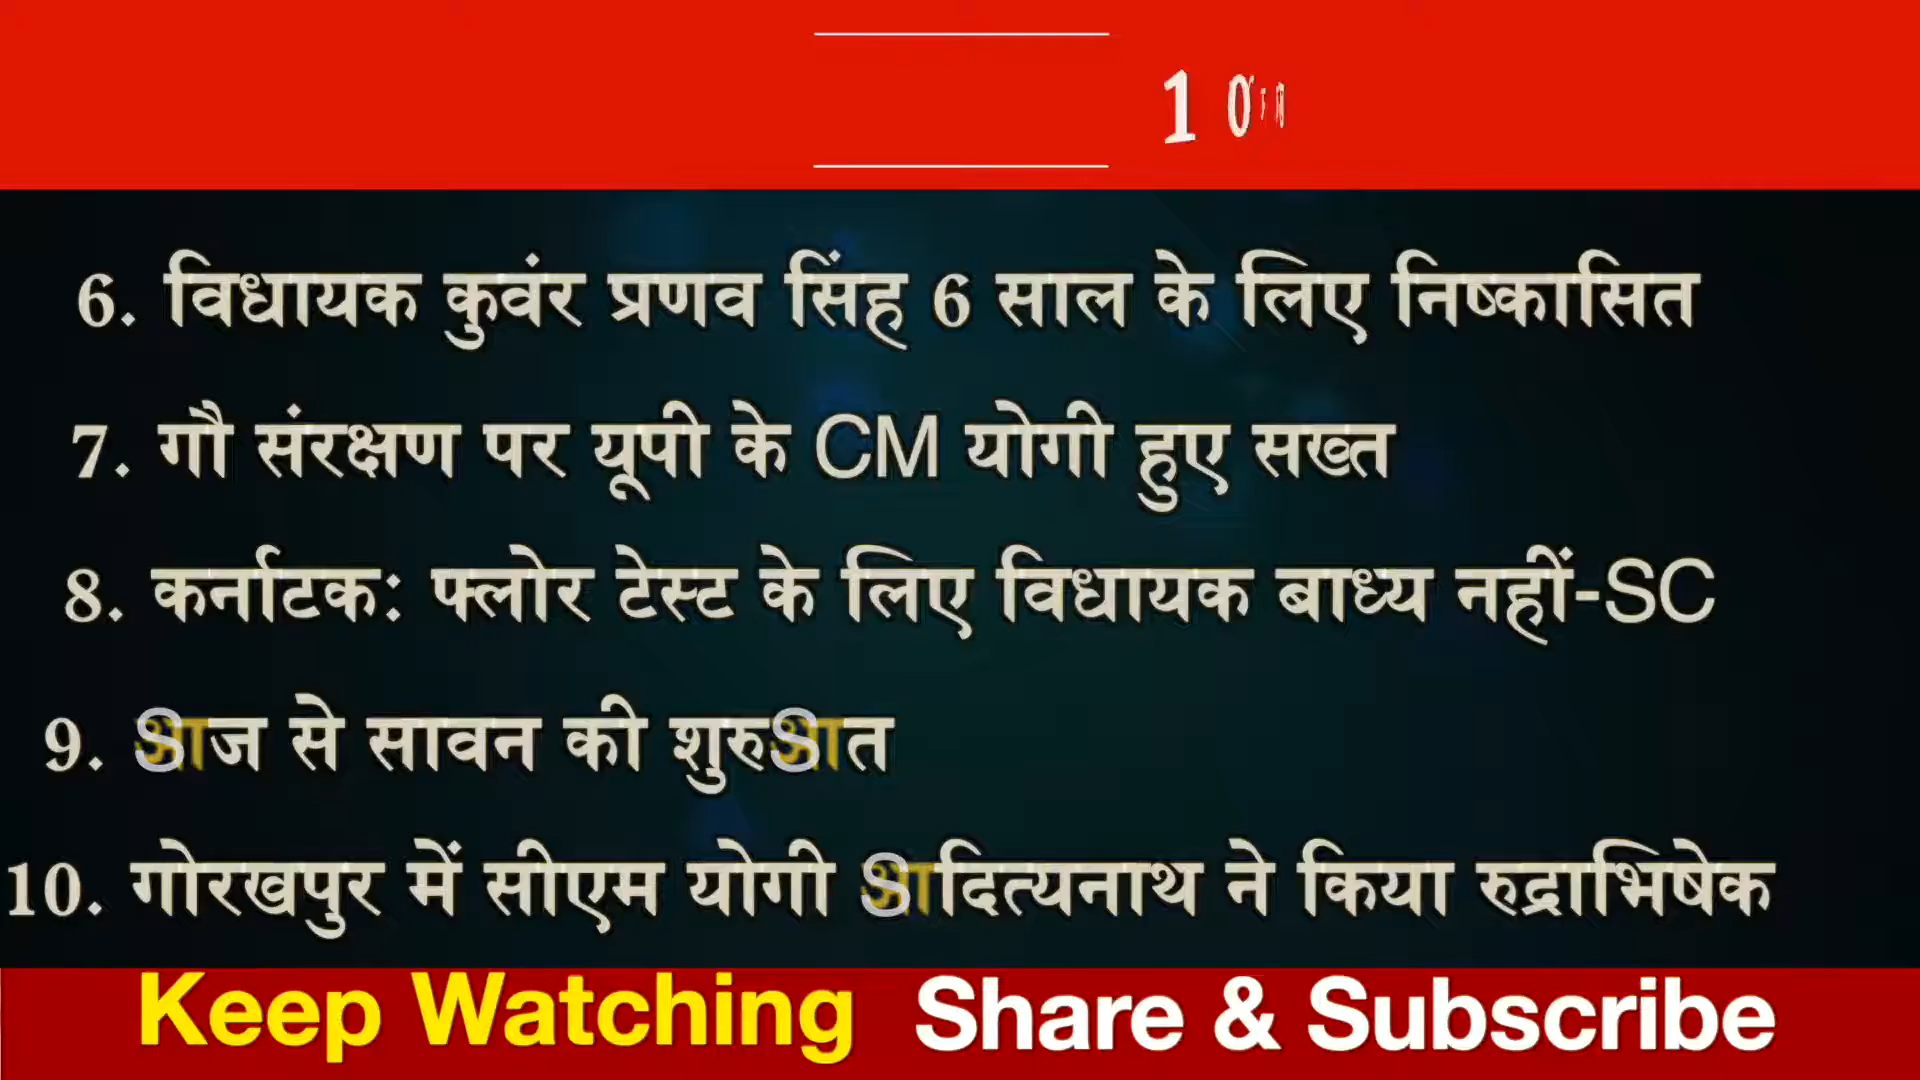 10
6. विधायक कुवंर प्रणव सिंह 6 साल के लिए निष्कासित
7. गौ संरक्षण पर यूपी के CM योगी हुए सख्त
8. कर्नाटक: फ्लोर टेस्ट के लिए विधायक बाध्य नहीं-SC
9. आज से सावन की शुरुआत
10. गोरखपुर में सीएम योगी आदित्यनाथ ने किया रुद्राभिषेक
Keep Watching Share & Subscribe